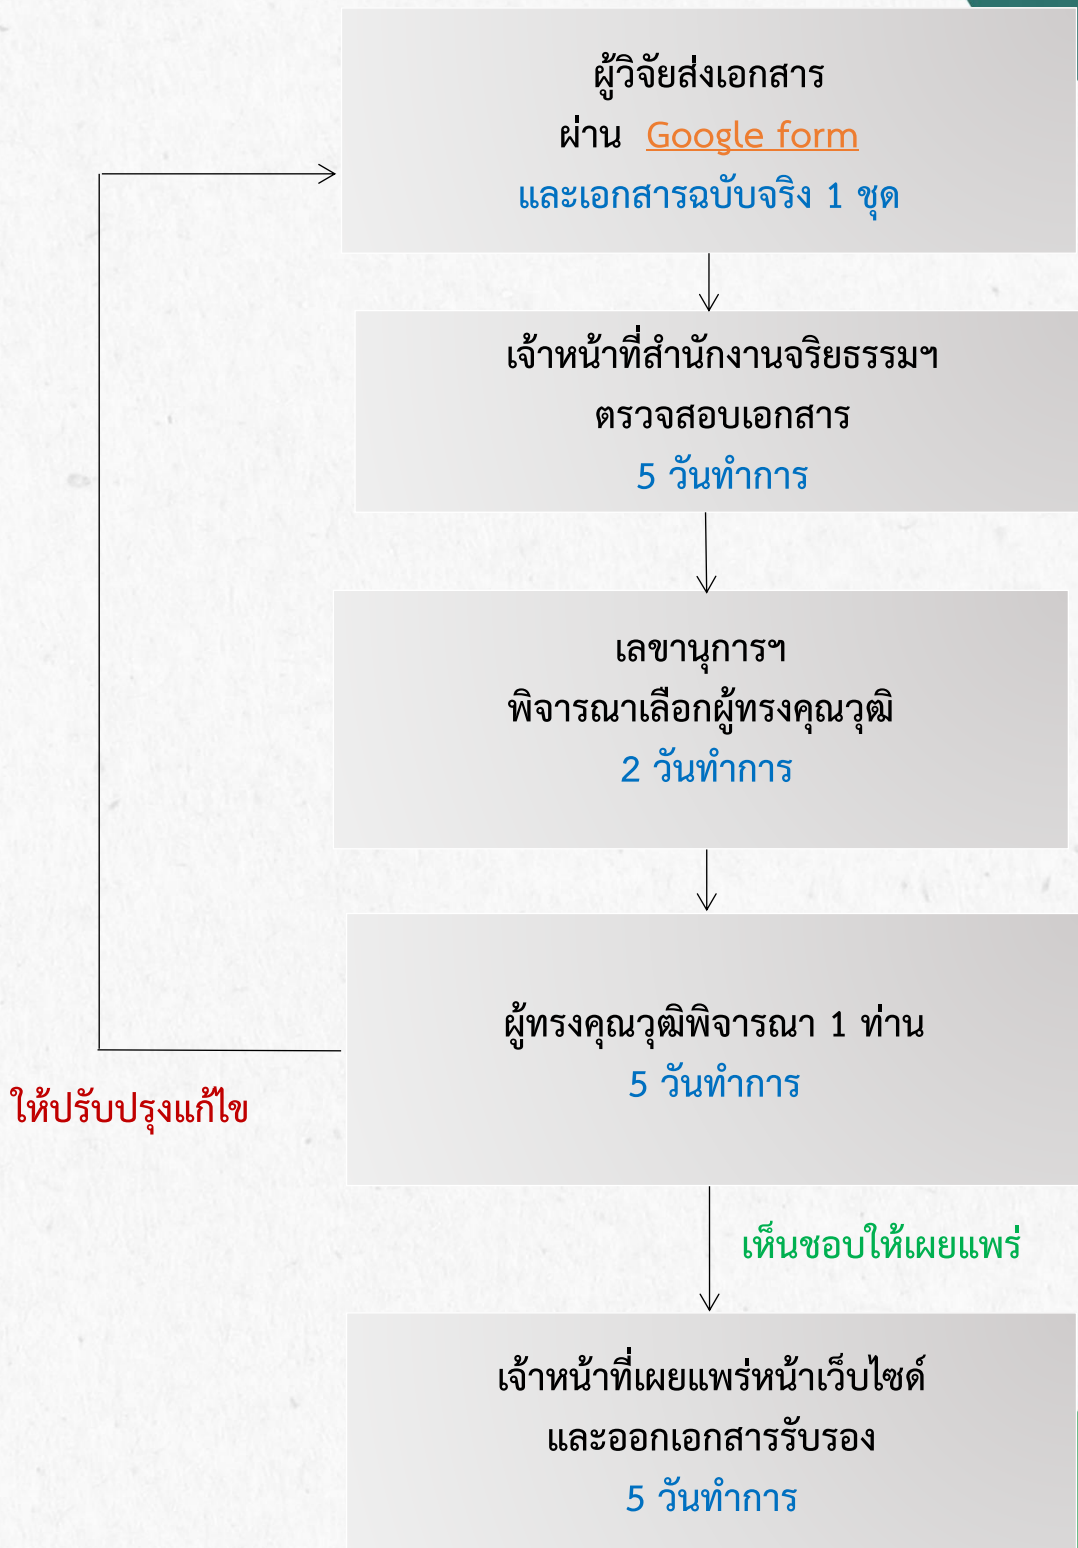 ผู้วิจัยส่งเอกสาร
ผ่าน Google form
และเอกสารฉบับจริง 1 ชุด
เจ้าหน้าที่สำนักงานจริยธรรมฯ
ตรวจสอบเอกสาร
5 วันทำการ
เลขานุการฯ
พิจารณาเลือกผู้ทรงคุณวุฒิ
2 วันทำการ
ผู้ทรงคุณวุฒิพิจารณา 1 ท่าน
5 วันทำการ
ให้ปรับปรุงแก้ไข
เห็นชอบให้เผยแพร่
เจ้าหน้าที่เผยแพร่หน้าเว็บไซด์
และออกเอกสารรับรอง
5 วันทำการ